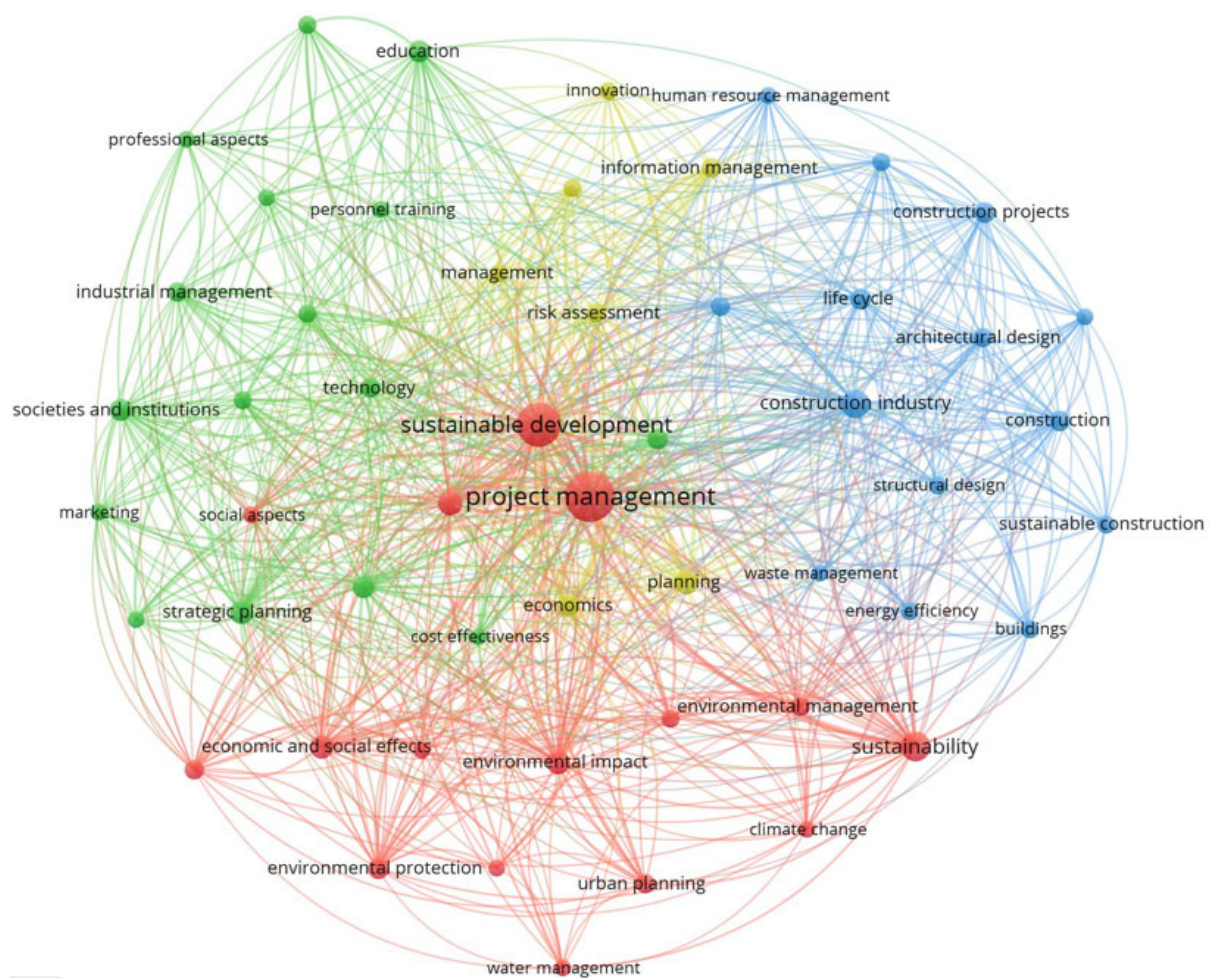 education
innovation
human resource management
professional aspects
information management
personnel training
construction projects
management
industrial management
life cycle
risk assessment
architectural design
technology
construction industry
societies and institutions
sustainable development
construction
structural design
project management
marketing
social aspects
sustainable construction
waste management
planning
economics
strategic planning
energy efficiency
cost effectiveness
buildings
environmental management
economic and social effects
sustainability
environmental impact
climate change
environmental protection
urban planning
water management